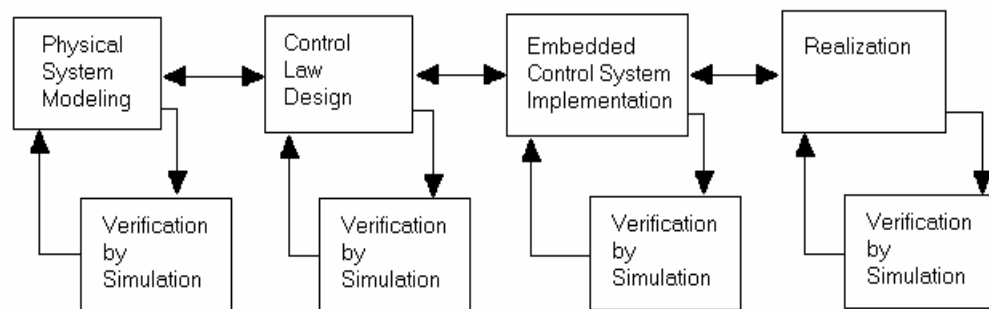 Physical
System
Modeling
Control
Law
Design
Embedded
Control System
Implementation
Realization
Verification
by
Simulation
Verification
by
Simulation
Verification
by
Simulation
Verification
by
Simulation